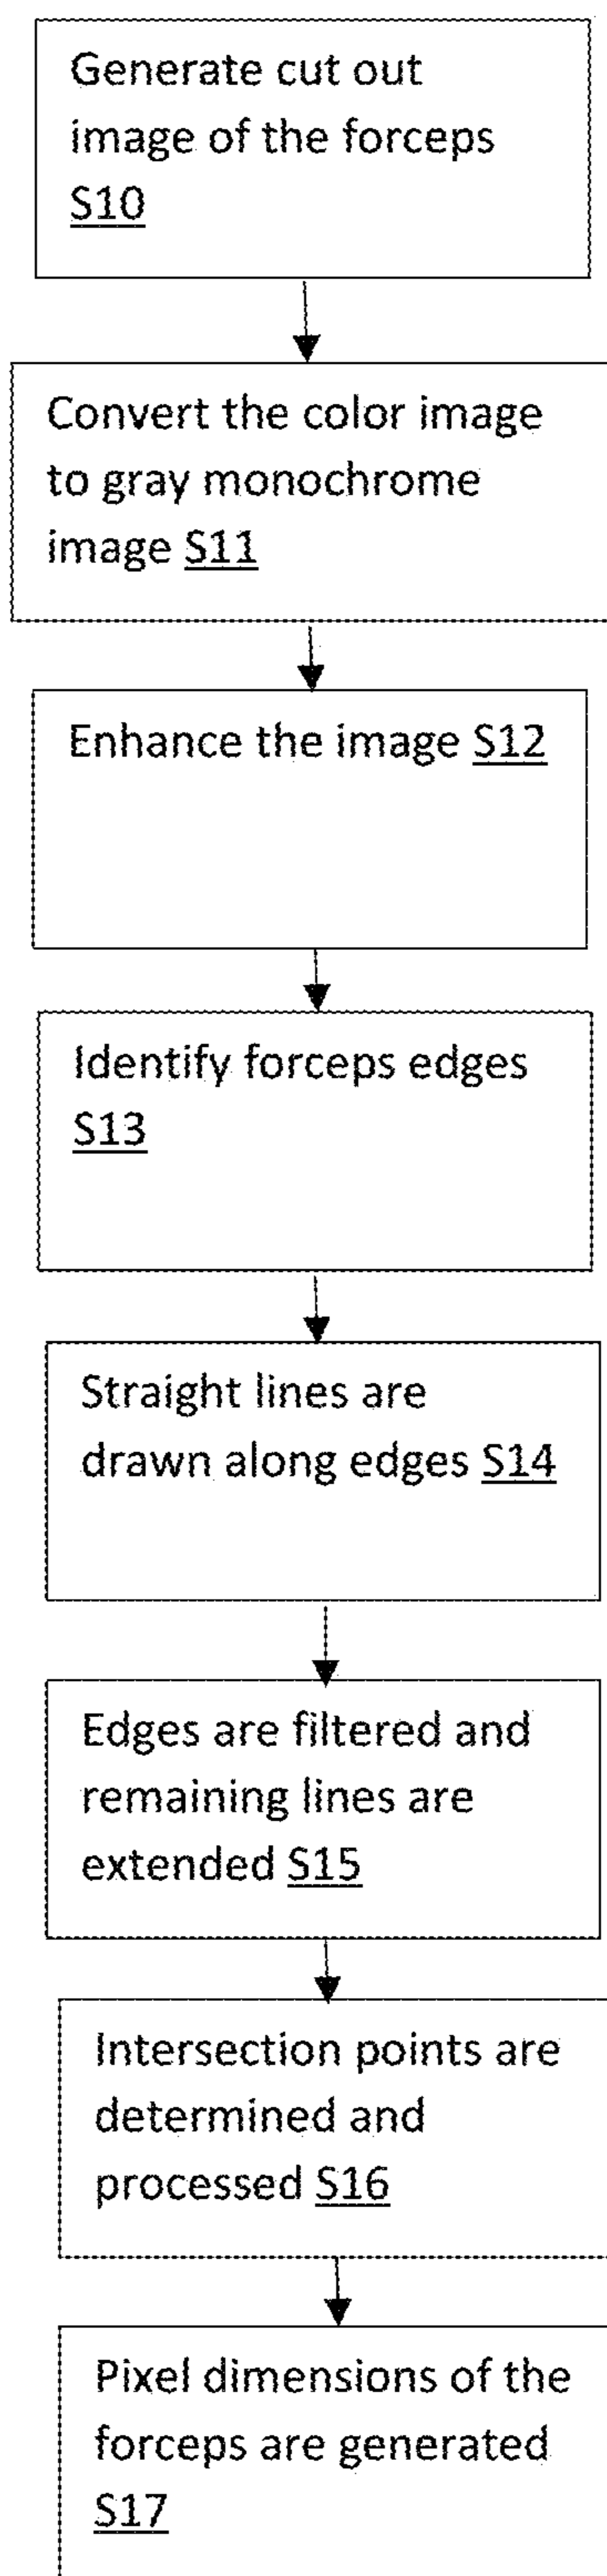 Generate cut out
image of the forceps
S10
Convert the color image
to gray monochrome
image S11
Enhance the image S12
Identify forceps edges
S13
Straight lines are
drawn along edges S14
Edges are filtered and
remaining lines are
extended S15
Intersection points are
determined and
processed S16
Pixel dimensions of the
forceps are generated
S17